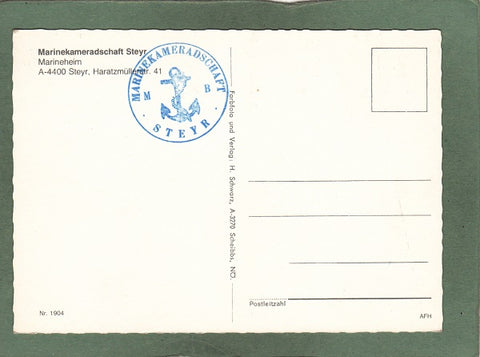 Marinekameradschaft Steyr
Marineheim
A-4400 Steyr, Haratzmüllerstr. 41
MARINEKAMERADSCHAFT
M B
· STEYR ·
Farbfoto und Verlag: H. Schwarz, A-3270 Scheibbs, NÖ.
Postleitzahl
Nr. 1904
AFH